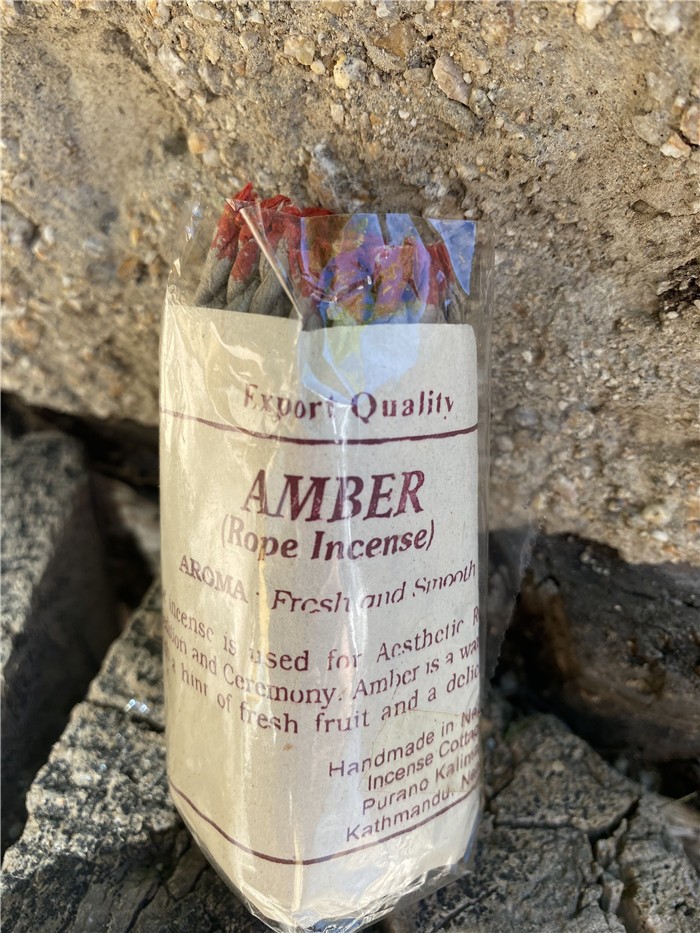 Export Quality
AMBER
(Rope Incense)
AROMA : Fresh and Smooth
incense is used for Aesthetic
and Ceremony. Amber is a
a hint of fresh fruit and a
Handmade in
Incense
Purano
Kathmandu,